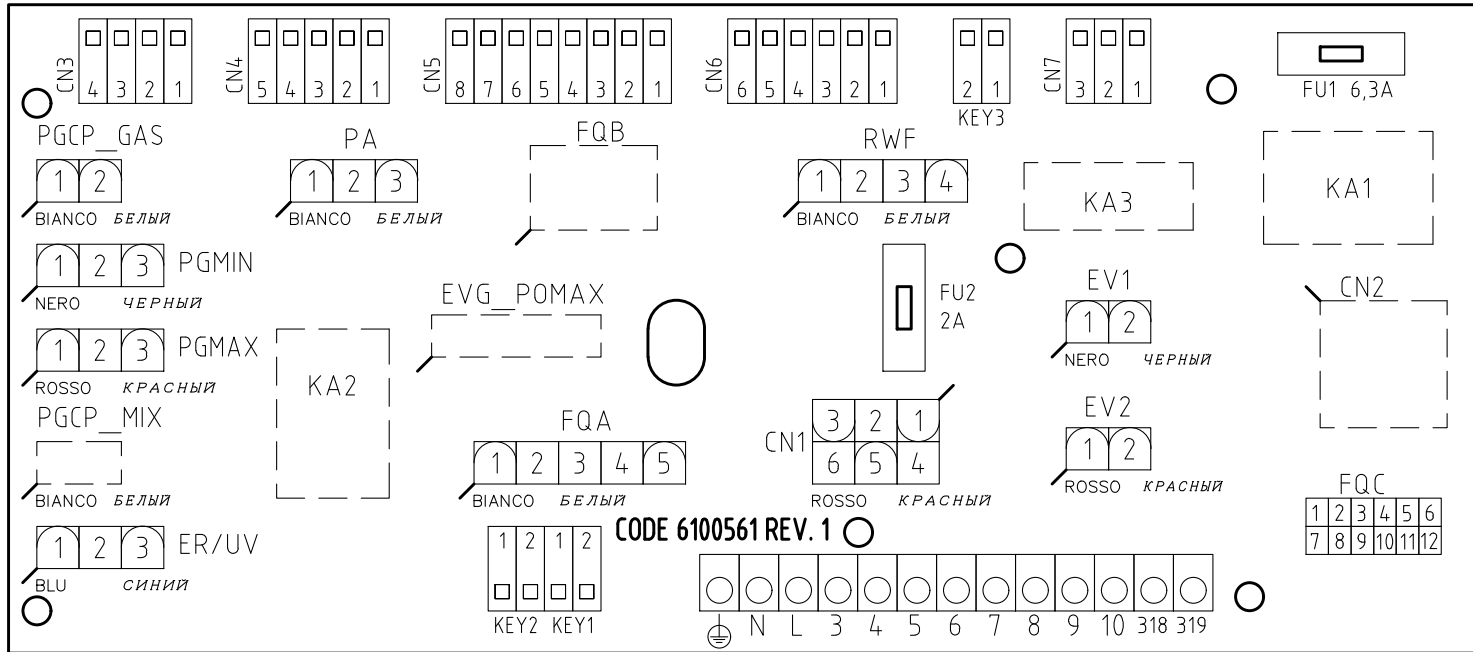 CN3 4 3 2 1
CN4 5 4 3 2 1
CN5 8 7 6 5 4 3 2 1
CN6 6 5 4 3 2 1
2 1
KEY3
CN7 3 2 1
FU1 6,3A
PGCP_GAS
1 2
BIANCO БЕЛЫЙ
PA
1 2 3
BIANCO БЕЛЫЙ
FQB
RWF
1 2 3 4
BIANCO БЕЛЫЙ
KA3
KA1
1 2 3 PGMIN
NERO ЧЕРНЫЙ
EVG_POMAX
FU2
2A
EV1
1 2
NERO ЧЕРНЫЙ
CN2
1 2 3 PGMAX
ROSSO КРАСНЫЙ
KA2
PGCP_MIX
BIANCO БЕЛЫЙ
FQA
1 2 3 4 5
BIANCO БЕЛЫЙ
CN1
3 2 1
6 5 4
ROSSO КРАСНЫЙ
EV2
1 2
ROSSO КРАСНЫЙ
FQC
1 2 3 4 5 6
7 8 9 10 11 12
1 2 3 ER/UV
BLU СИНИЙ
1 2 1 2
KEY2 KEY1
CODE 6100561 REV. 1
N L 3 4 5 6 7 8 9 10 318 319